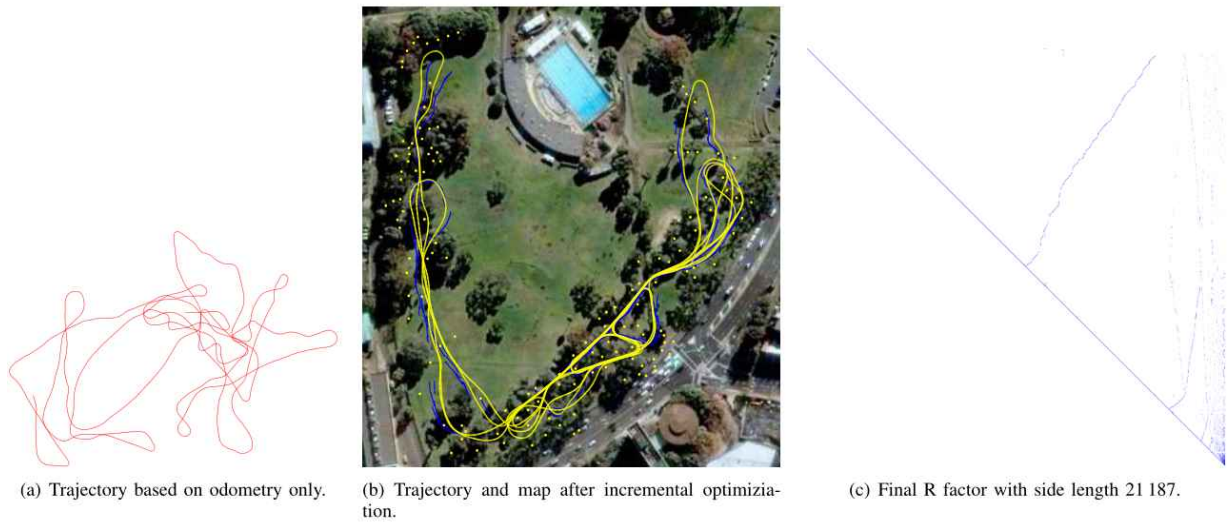 (a) Trajectory based on odometry only.
(b) Trajectory and map after incremental optimizia-
tion.
(c) Final R factor with side length 21 187.